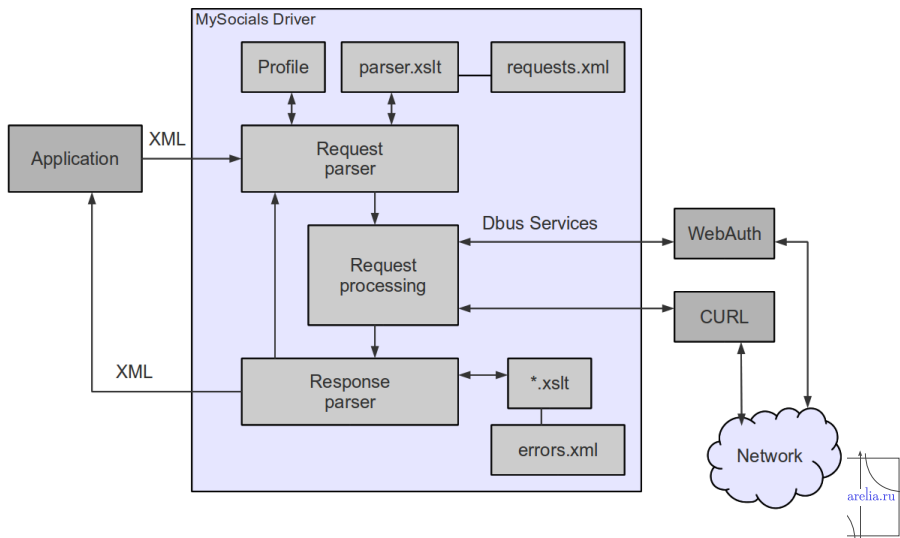 MySocials Driver
Profile
parser.xslt
requests.xml
XML
Application
Request
parser
Dbus Services
WebAuth
Request
processing
CURL
XML
Response
parser
*.xslt
errors.xml
Network
arelia.ru